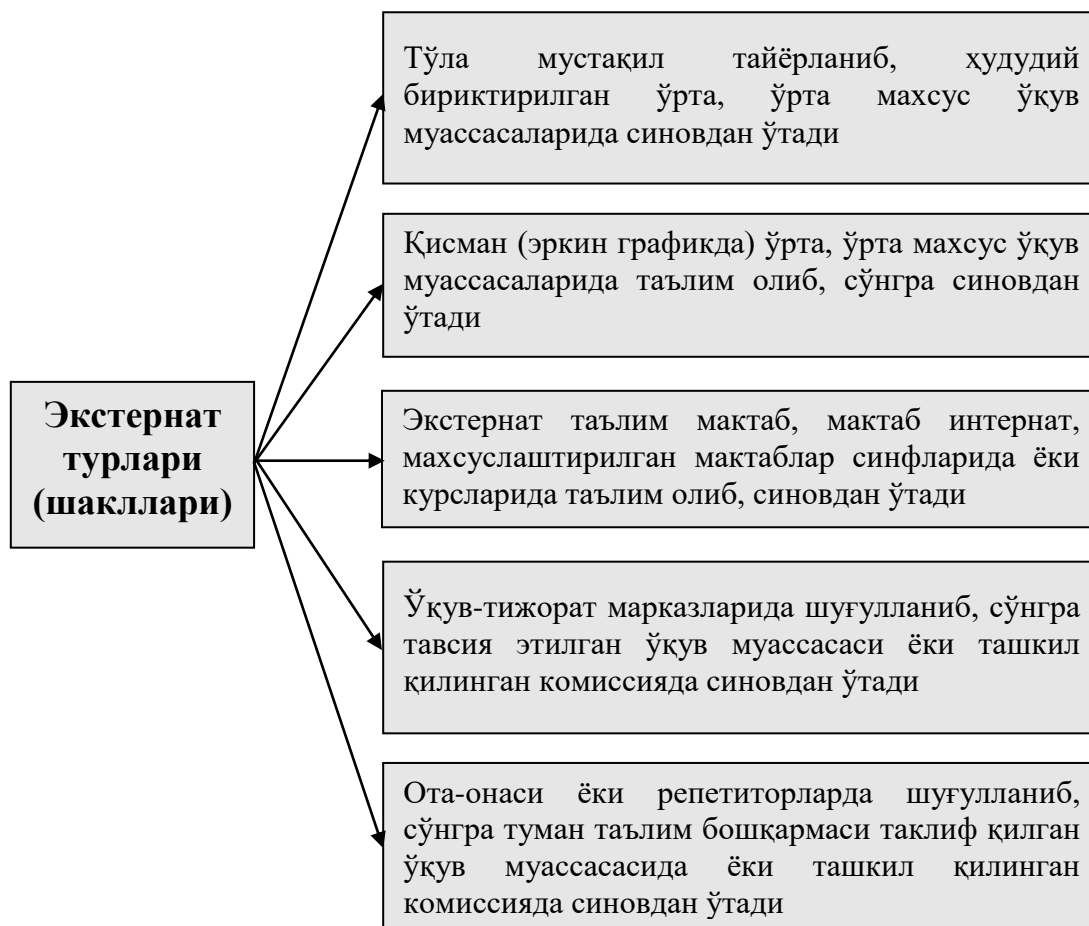 Тўла мустақил тайёрланиб, ҳудудий
бириктирилган ўрта, ўрта махсус ўқув
муассасаларида синовдан ўтади
Қисман (эркин графикда) ўрта, ўрта махсус ўқув
муассасаларида таълим олиб, сўнгра синовдан
ўтади
Экстернат
турлари
(шакллари)
Экстернат таълим мактаб, мактаб интернат,
махсуслаштирилган мактаблар синфларида ёки
курсларида таълим олиб, синовдан ўтади
Ўқув-тижорат марказларида шуғулланиб, сўнгра
тавсия этилган ўқув муассасаси ёки ташкил
қилинган комиссияда синовдан ўтади
Ота-онаси ёки репетиторларда шуғулланиб,
сўнгра туман таълим бошқармаси таклиф қилган
ўқув муассасасида ёки ташкил қилинган
комиссияда синовдан ўтади